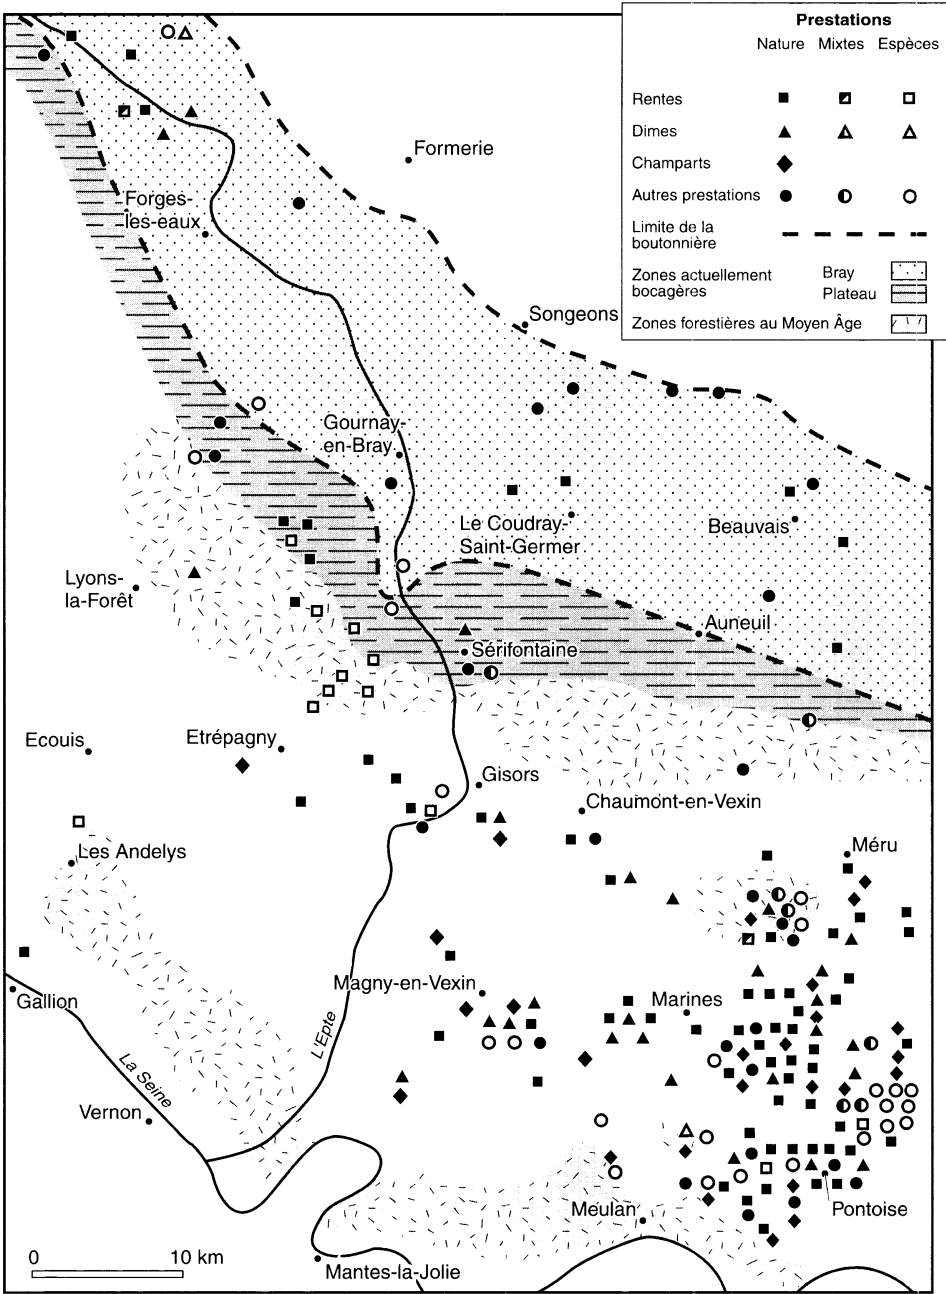 Prestations
Nature Mixtes Espèces
Rentes
Dimes
Champarts
Autres prestations
Limite de la
boutonnière
Zones actuellement
bocagères
Bray
Plateau
Zones forestières au Moyen Âge
Formerie
Forges-
les-eaux
Songeons
Gournay-
en-Bray
Le Coudray-
Saint-Germer
Beauvais
Lyons-
la-Forêt
Auneuil
Sérifontaine
Ecouis
Etrépagny
Gisors
Chaumont-en-Vexin
Les Andelys
Méru
Gallion
Magny-en-Vexin
Marines
L'Epte
La Seine
Vernon
Meulan
Pontoise
0 10 km
Mantes-la-Jolie